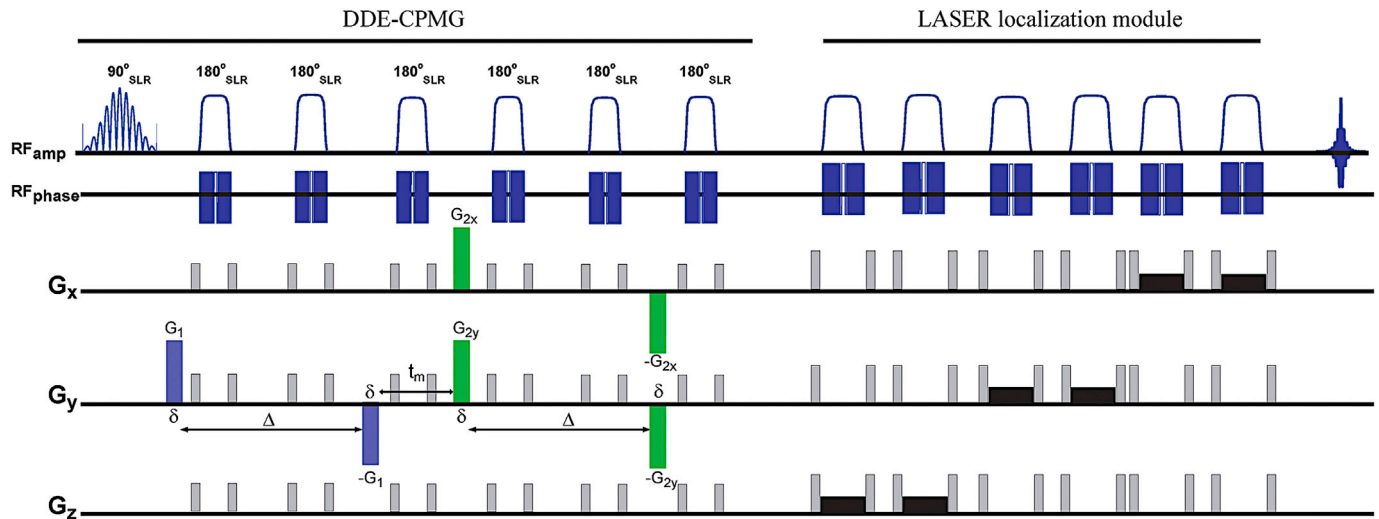 DDE-CPMG LASER localization module
90°SLR 180°SLR 180°SLR 180°SLR 180°SLR 180°SLR 180°SLR
RFamp
RFphase
G2x
Gx
G1 G2y -G2x
tm
δ δ
Gy
δ δ
Δ Δ
-G1 -G2y
Gz